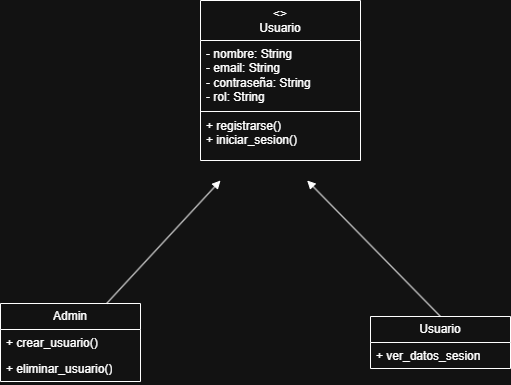 <>
Usuario
- nombre: String
- email: String
- contraseña: String
- rol: String
+ registrarse()
+ iniciar_sesion()
Admin
+ crear_usuario()
+ eliminar_usuario()
Usuario
+ ver_datos_sesion